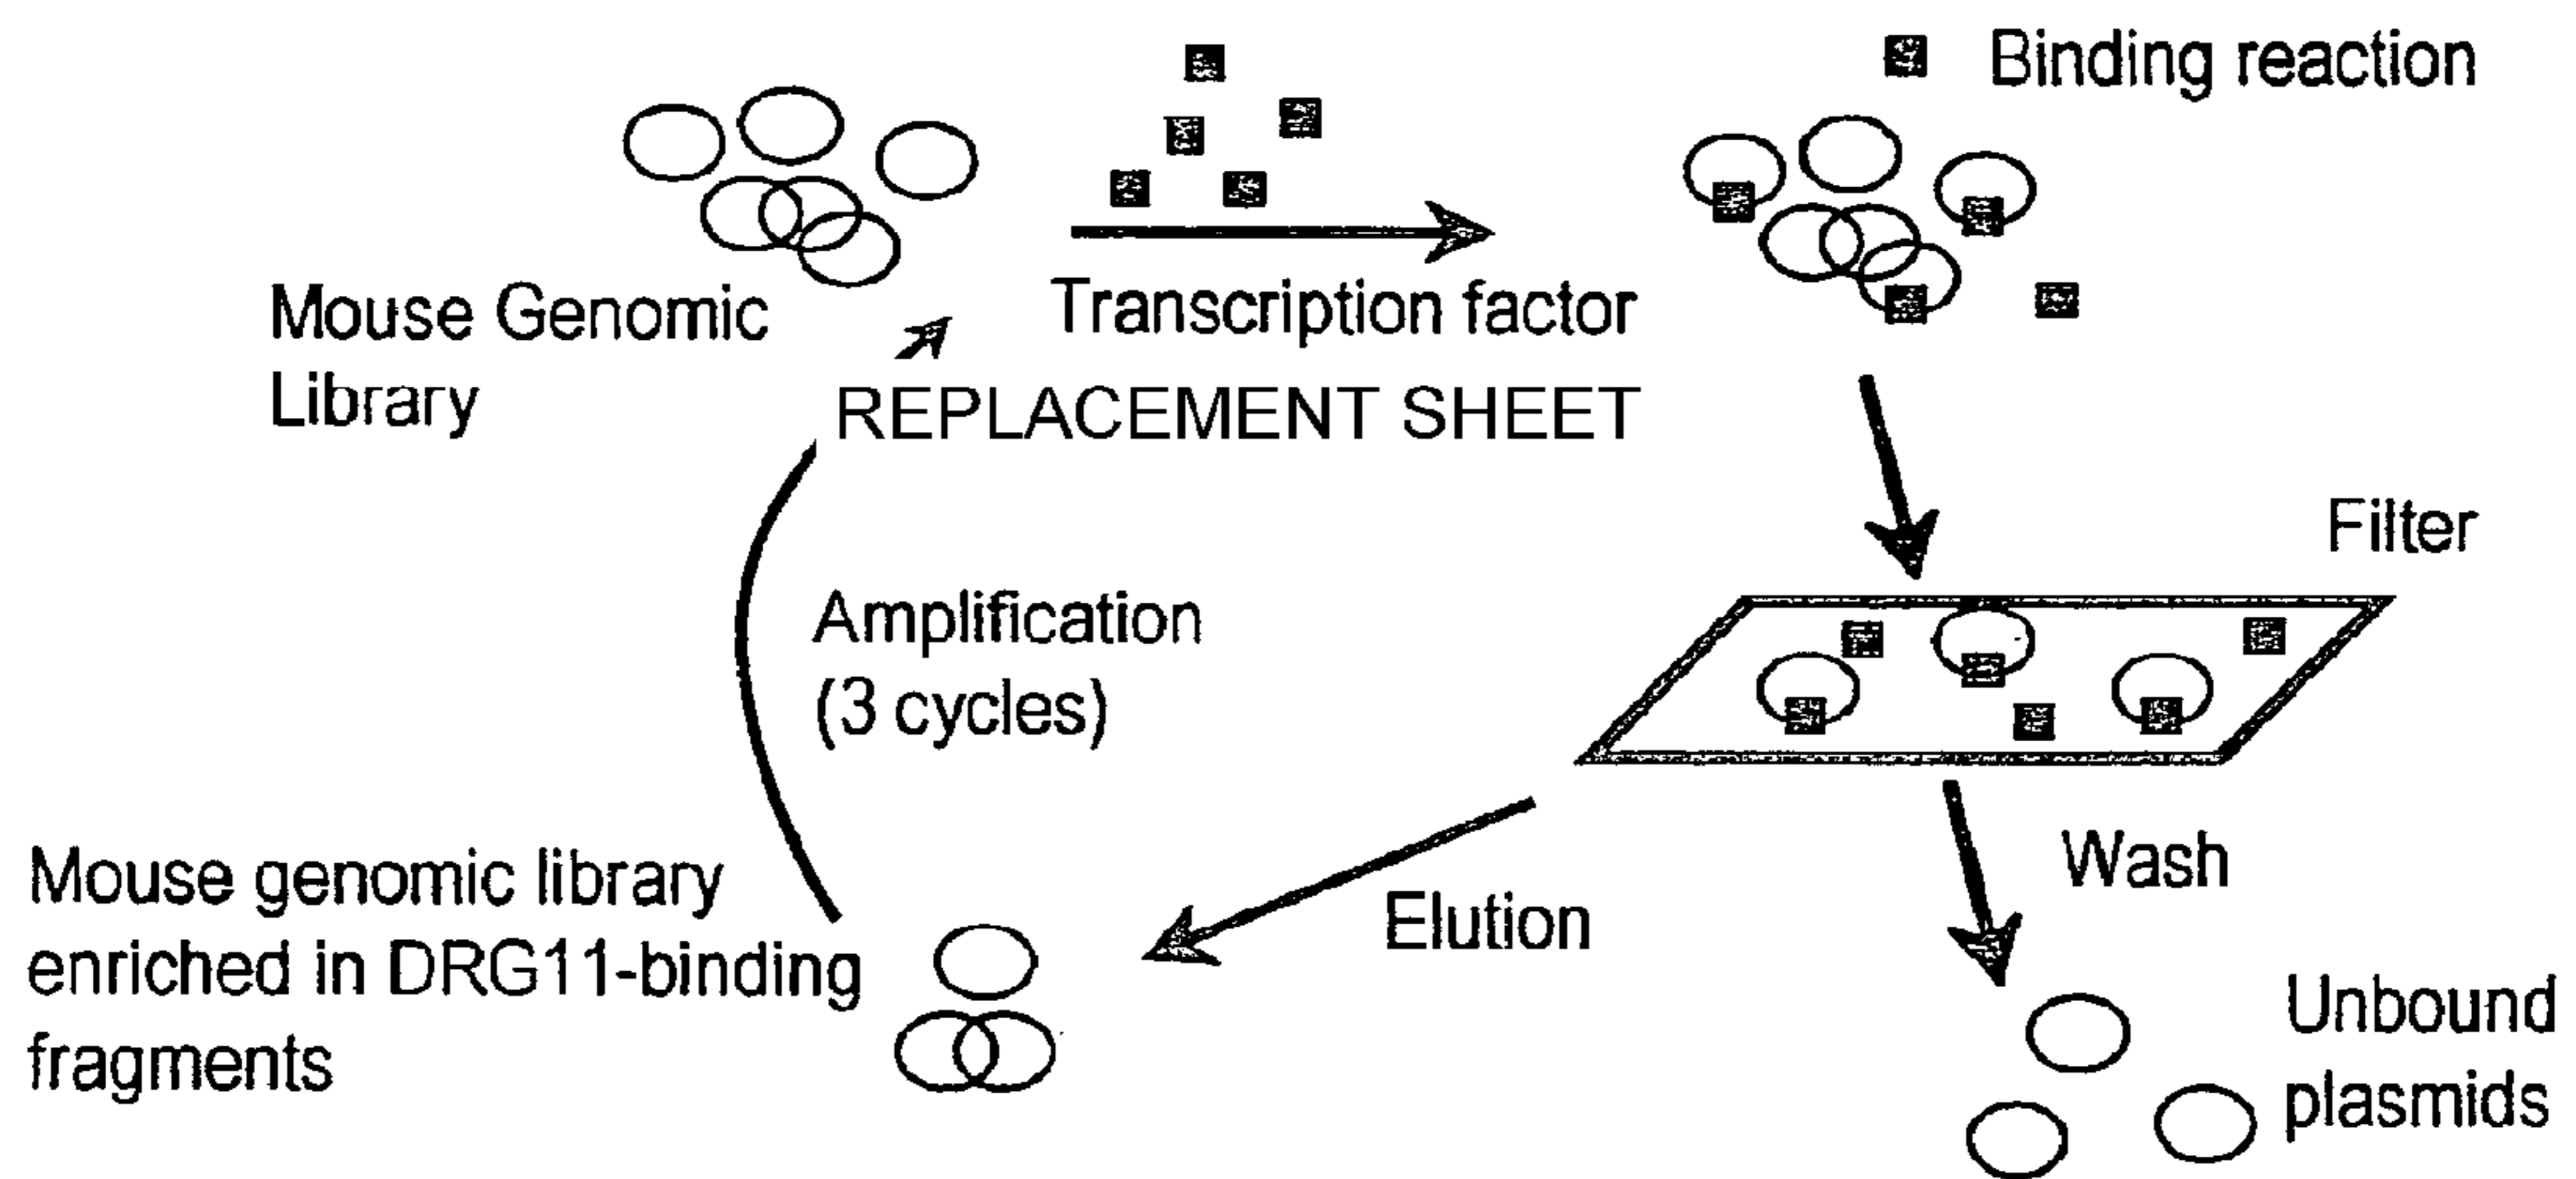 Binding reaction
Mouse Genomic
Library
Transcription factor
REPLACEMENT SHEET
Filter
Amplification
(3 cycles)
Wash
Elution
Mouse genomic library
enriched in DRG11-binding
fragments
Unbound
plasmids